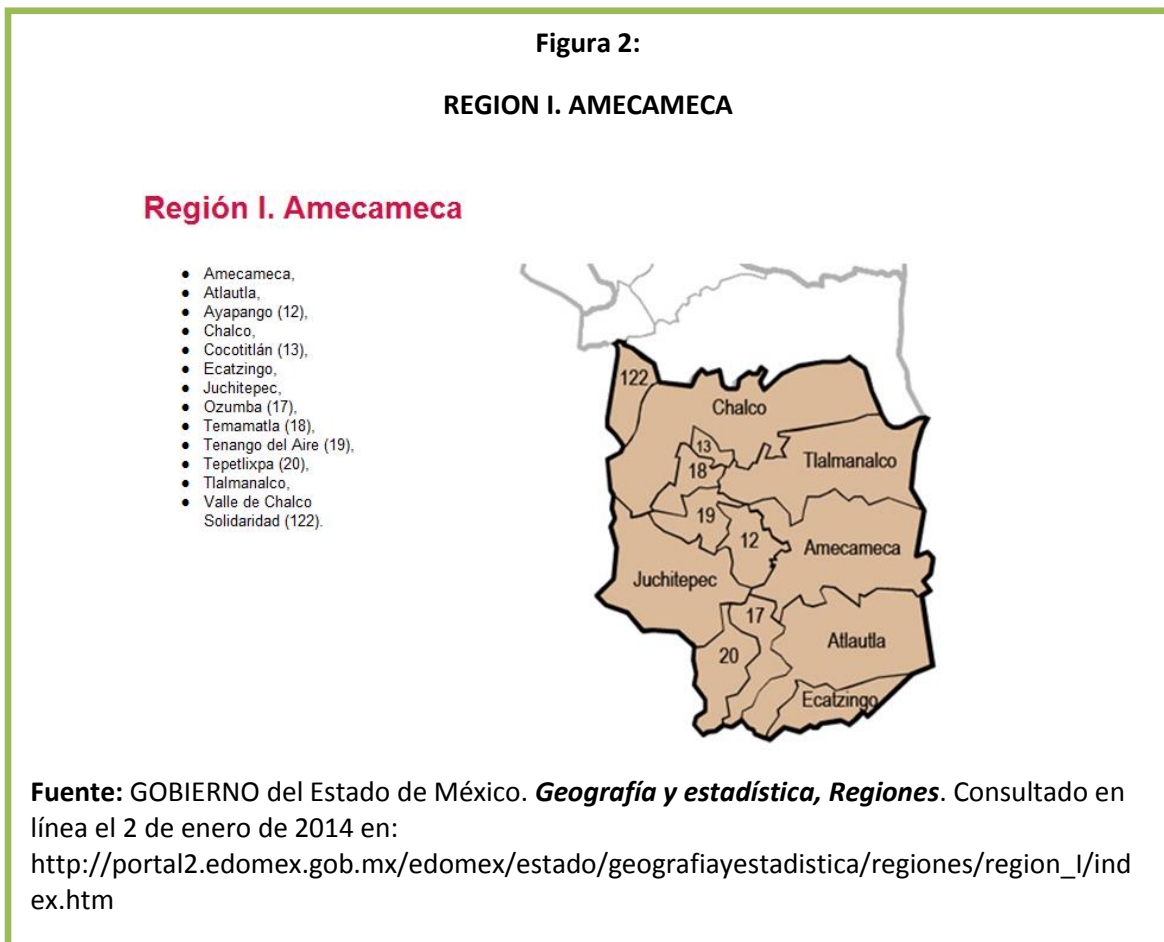 Figura 2:
REGION I. AMECAMECA
Región I. Amecameca
● Amecameca,
● Atlautla,
● Ayapango (12),
● Chalco,
● Cocotitlán (13),
● Ecatzingo,
● Juchitepec,
● Ozumba (17),
● Temamatla (18),
● Tenango del Aire (19),
● Tepetlixpa (20),
● Tlalmanalco,
● Valle de Chalco
Solidaridad (122).
122
Chalco
13
18
Tlalmanalco
19
12
Amecameca
Juchitepec
17
20
Atlautla
Ecatzingo
Fuente: GOBIERNO del Estado de México. Geografía y estadística, Regiones. Consultado en
línea el 2 de enero de 2014 en:
http://portal2.edomex.gob.mx/edomex/estado/geografiayestadistica/regiones/region_I/ind
ex.htm